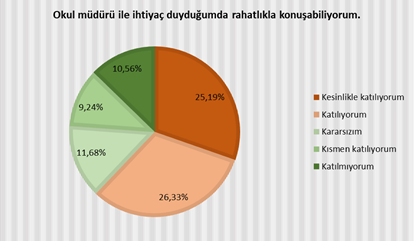 Okul müdürü ile ihtiyaç duyduğumda rahatlıkla konuşabiliyorum.
10,56%
25,19%
9,24%
11,68%
26,33%
Kesinlikle katılıyorum
Katılıyorum
Kararsızım
Kısmen katılıyorum
Katılmıyorum